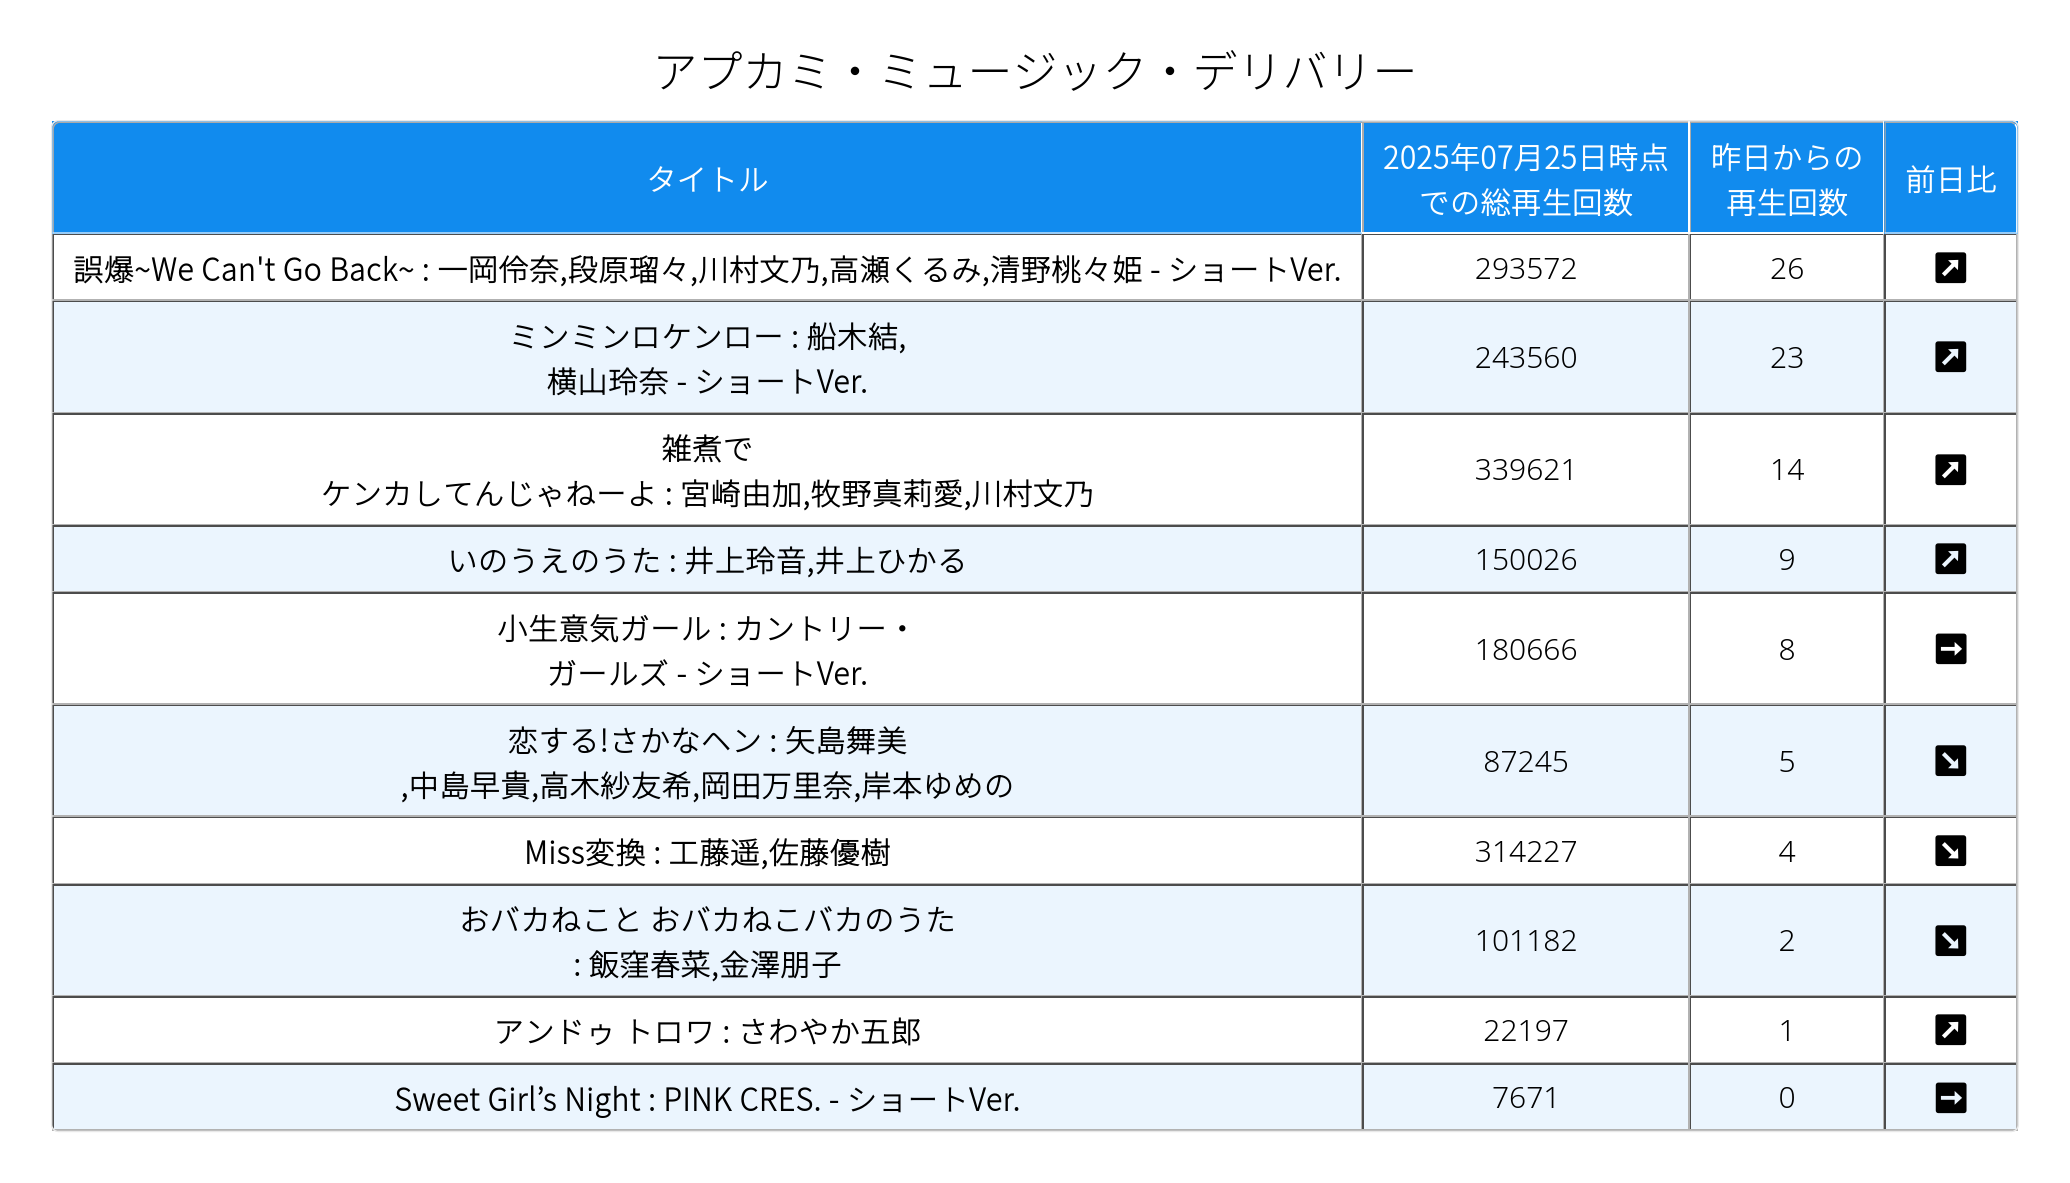 アプカミ・ミュージック・デリバリー
タイトル
2025年07月25日時点
での総再生回数
昨日からの
再生回数
前日比
誤爆~We Can't Go Back~ : 一岡伶奈,段原瑠々,川村文乃,高瀬くるみ,清野桃々姫 - ショートVer.
293572
26
ミンミンロケンロー : 船木結,
横山玲奈 - ショートVer.
243560
23
雑煮で
ケンカしてんじゃねーよ : 宮崎由加,牧野真莉愛,川村文乃
339621
14
いのうえのうた : 井上玲音,井上ひかる
150026
9
小生意気ガール : カントリー・
ガールズ - ショートVer.
180666
8
恋する!さかなヘン : 矢島舞美
,中島早貴,高木紗友希,岡田万里奈,岸本ゆめの
87245
5
Miss変換 : 工藤遥,佐藤優樹
314227
4
おバカねこと おバカねこバカのうた
: 飯窪春菜,金澤朋子
101182
2
アンドゥ トロワ : さわやか五郎
22197
1
Sweet Girl’s Night : PINK CRES. - ショートVer.
7671
0